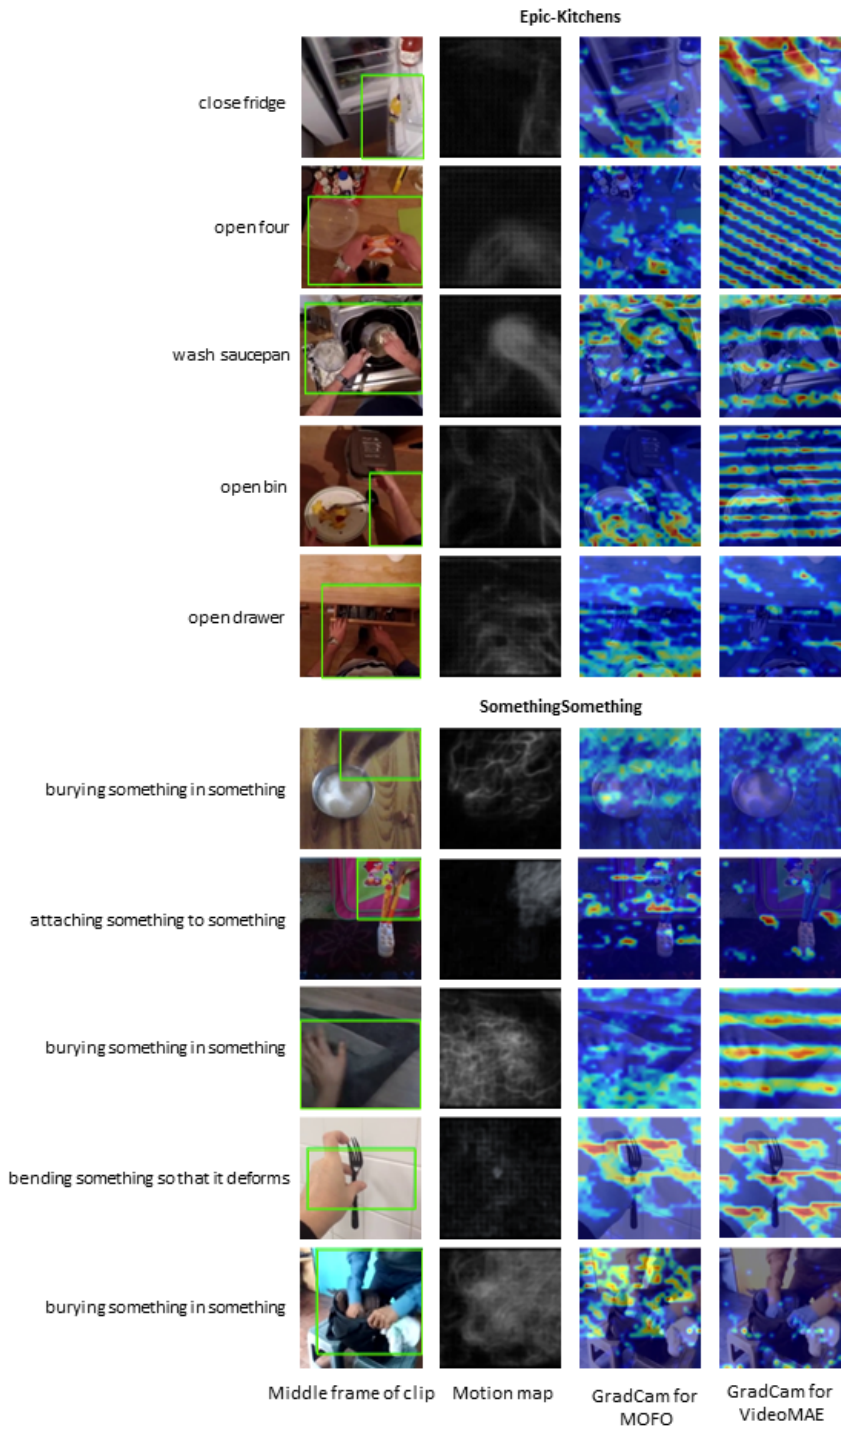 Epic-Kitchens
close fridge
open four
wash saucepan
open bin
open drawer
SomethingSomething
burying something in something
attaching something to something
burying something in something
bending something so that it deforms
burying something in something
Middle frame of clip
Motion map
GradCam for
MOFO
GradCam for
VideoMAE